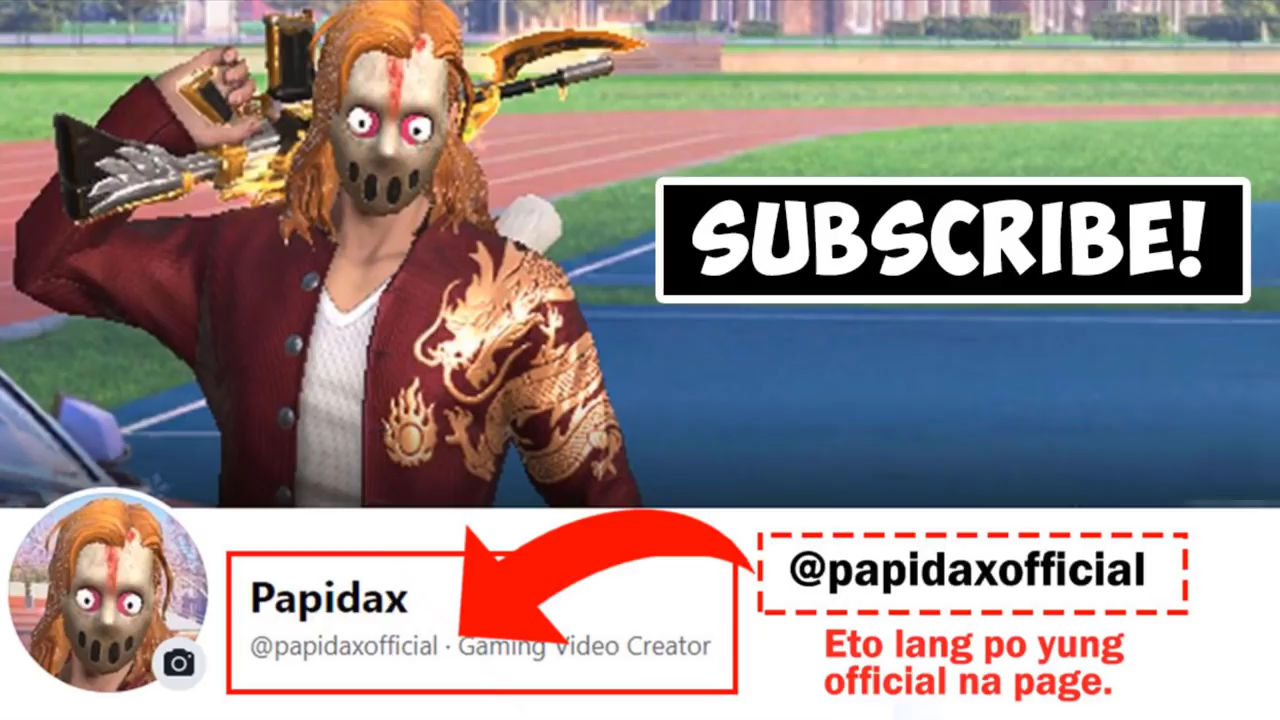 SUBSCRIBE!
Papidax
@papidaxofficial · Gaming Video Creator
@papidaxofficial
Eto lang po yung
official na page.